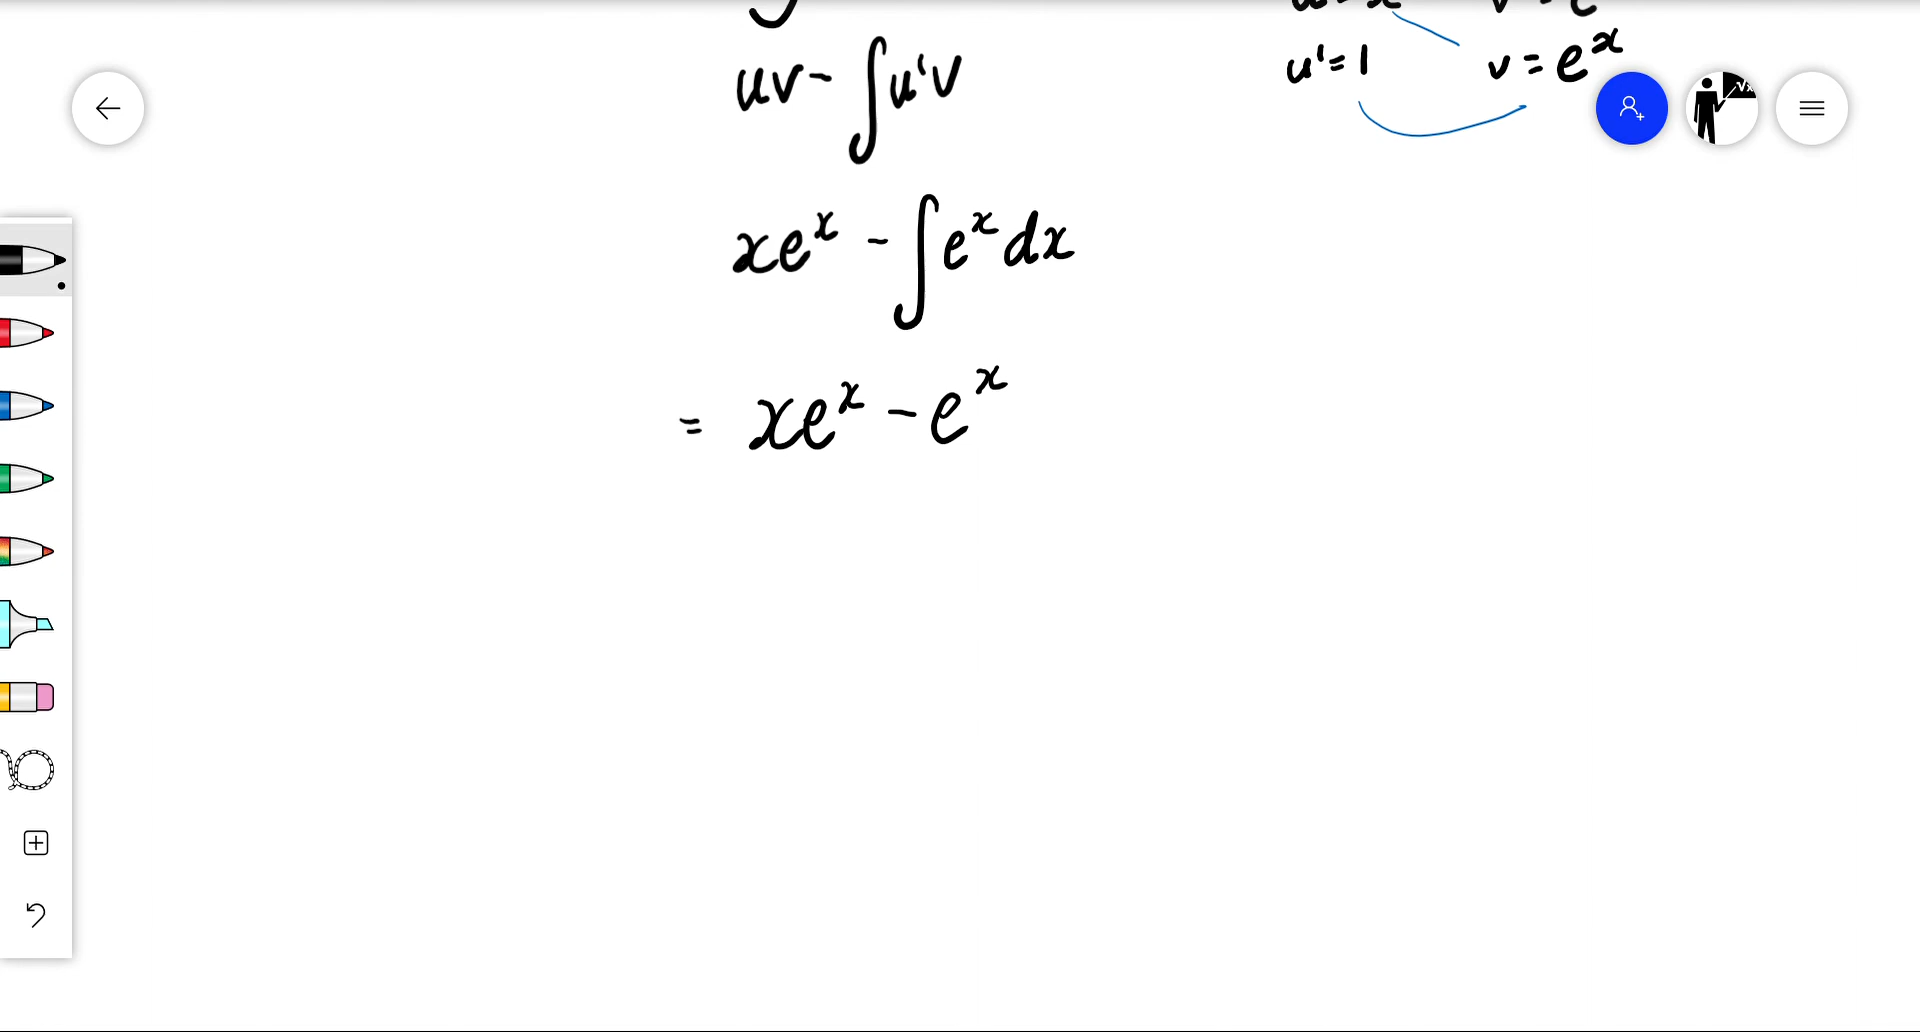 uv - ∫u'v
xe^x - ∫e^x dx
= xe^x - e^x
u' = 1
v = e^x
√x